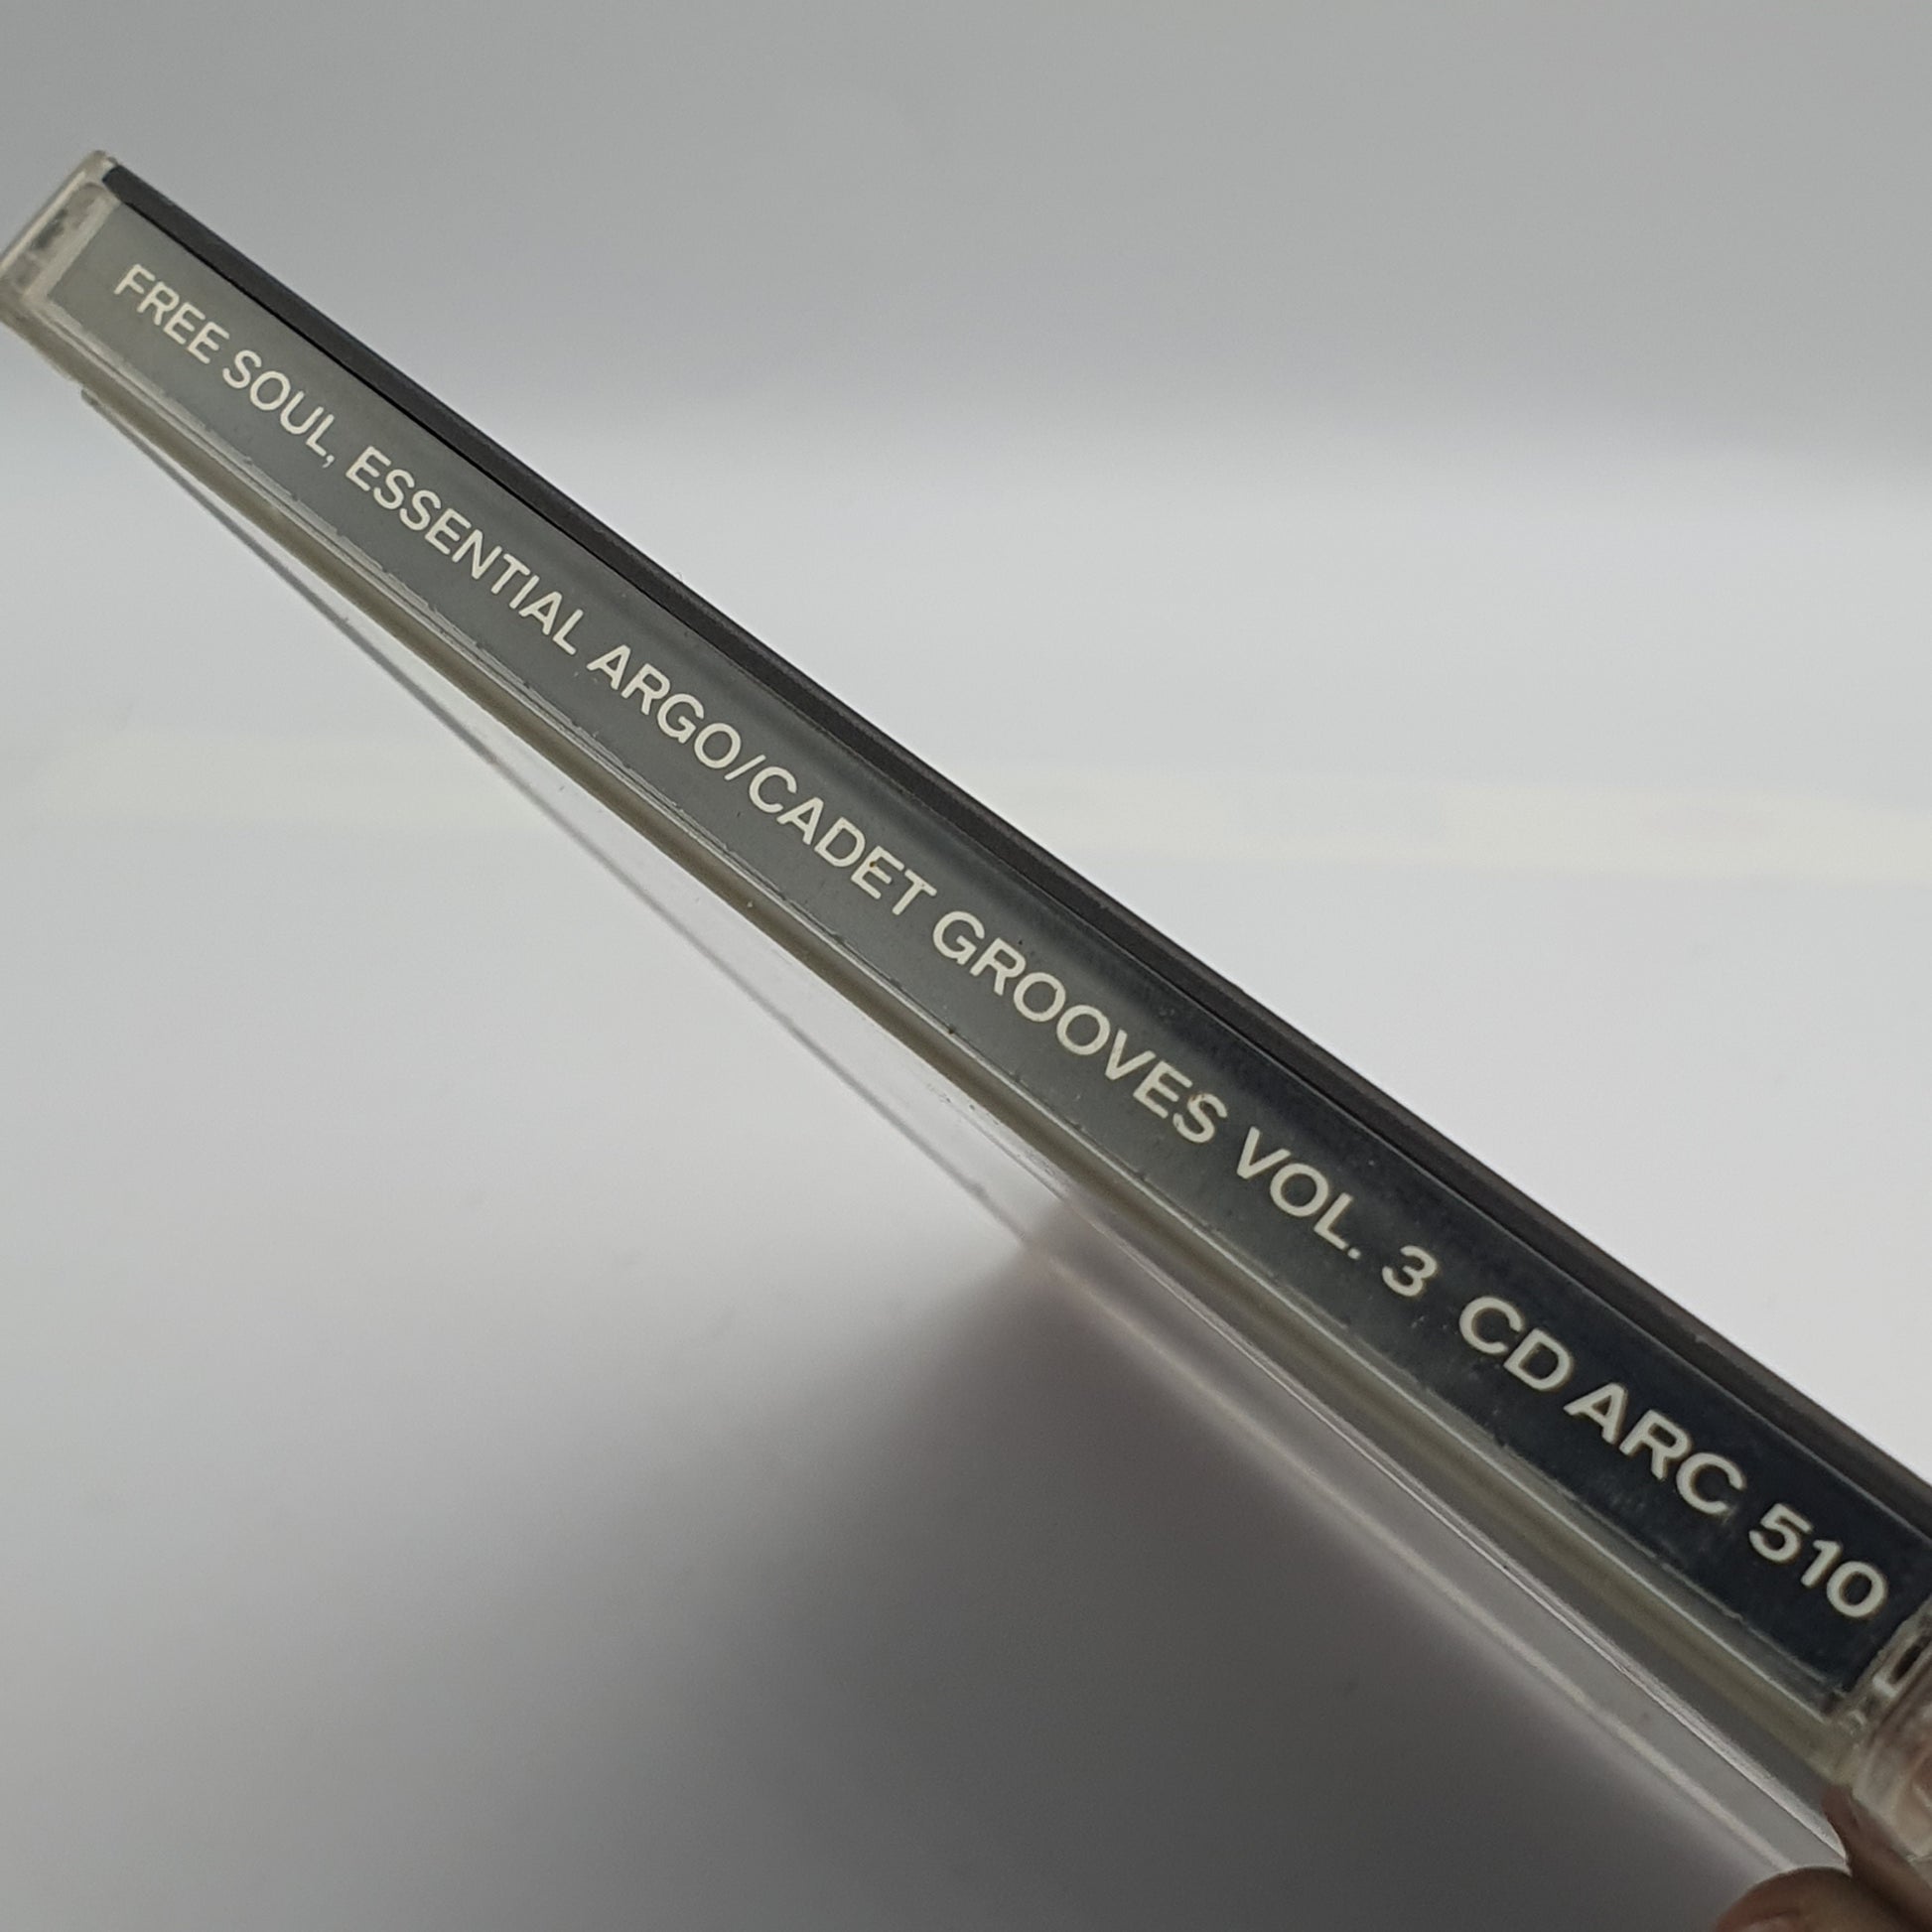 FREE SOUL, ESSENTIAL ARGO/CADET GROOVES VOL. 3 CD ARC 510